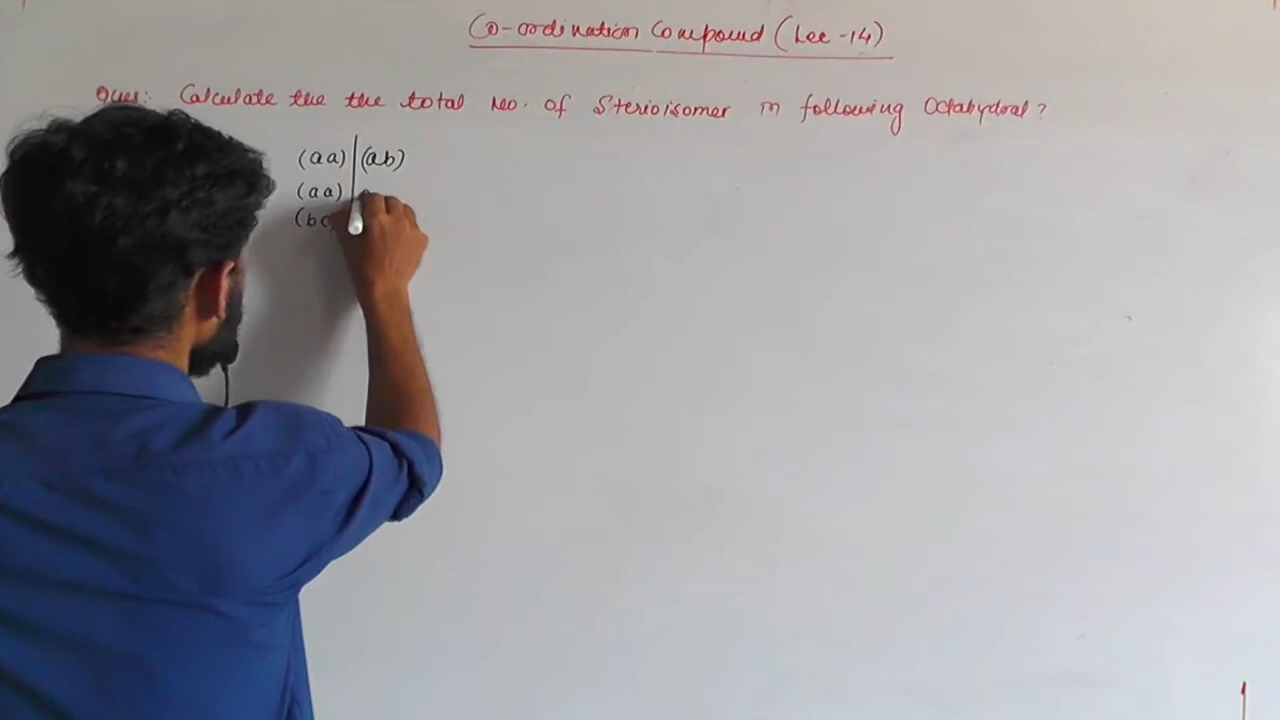 Co-ordination Compound (Lec -14)
Ques: Calculate the the total no. of Sterioisomer in following Octahydral?
(aa) | (ab)
(aa)
(bc